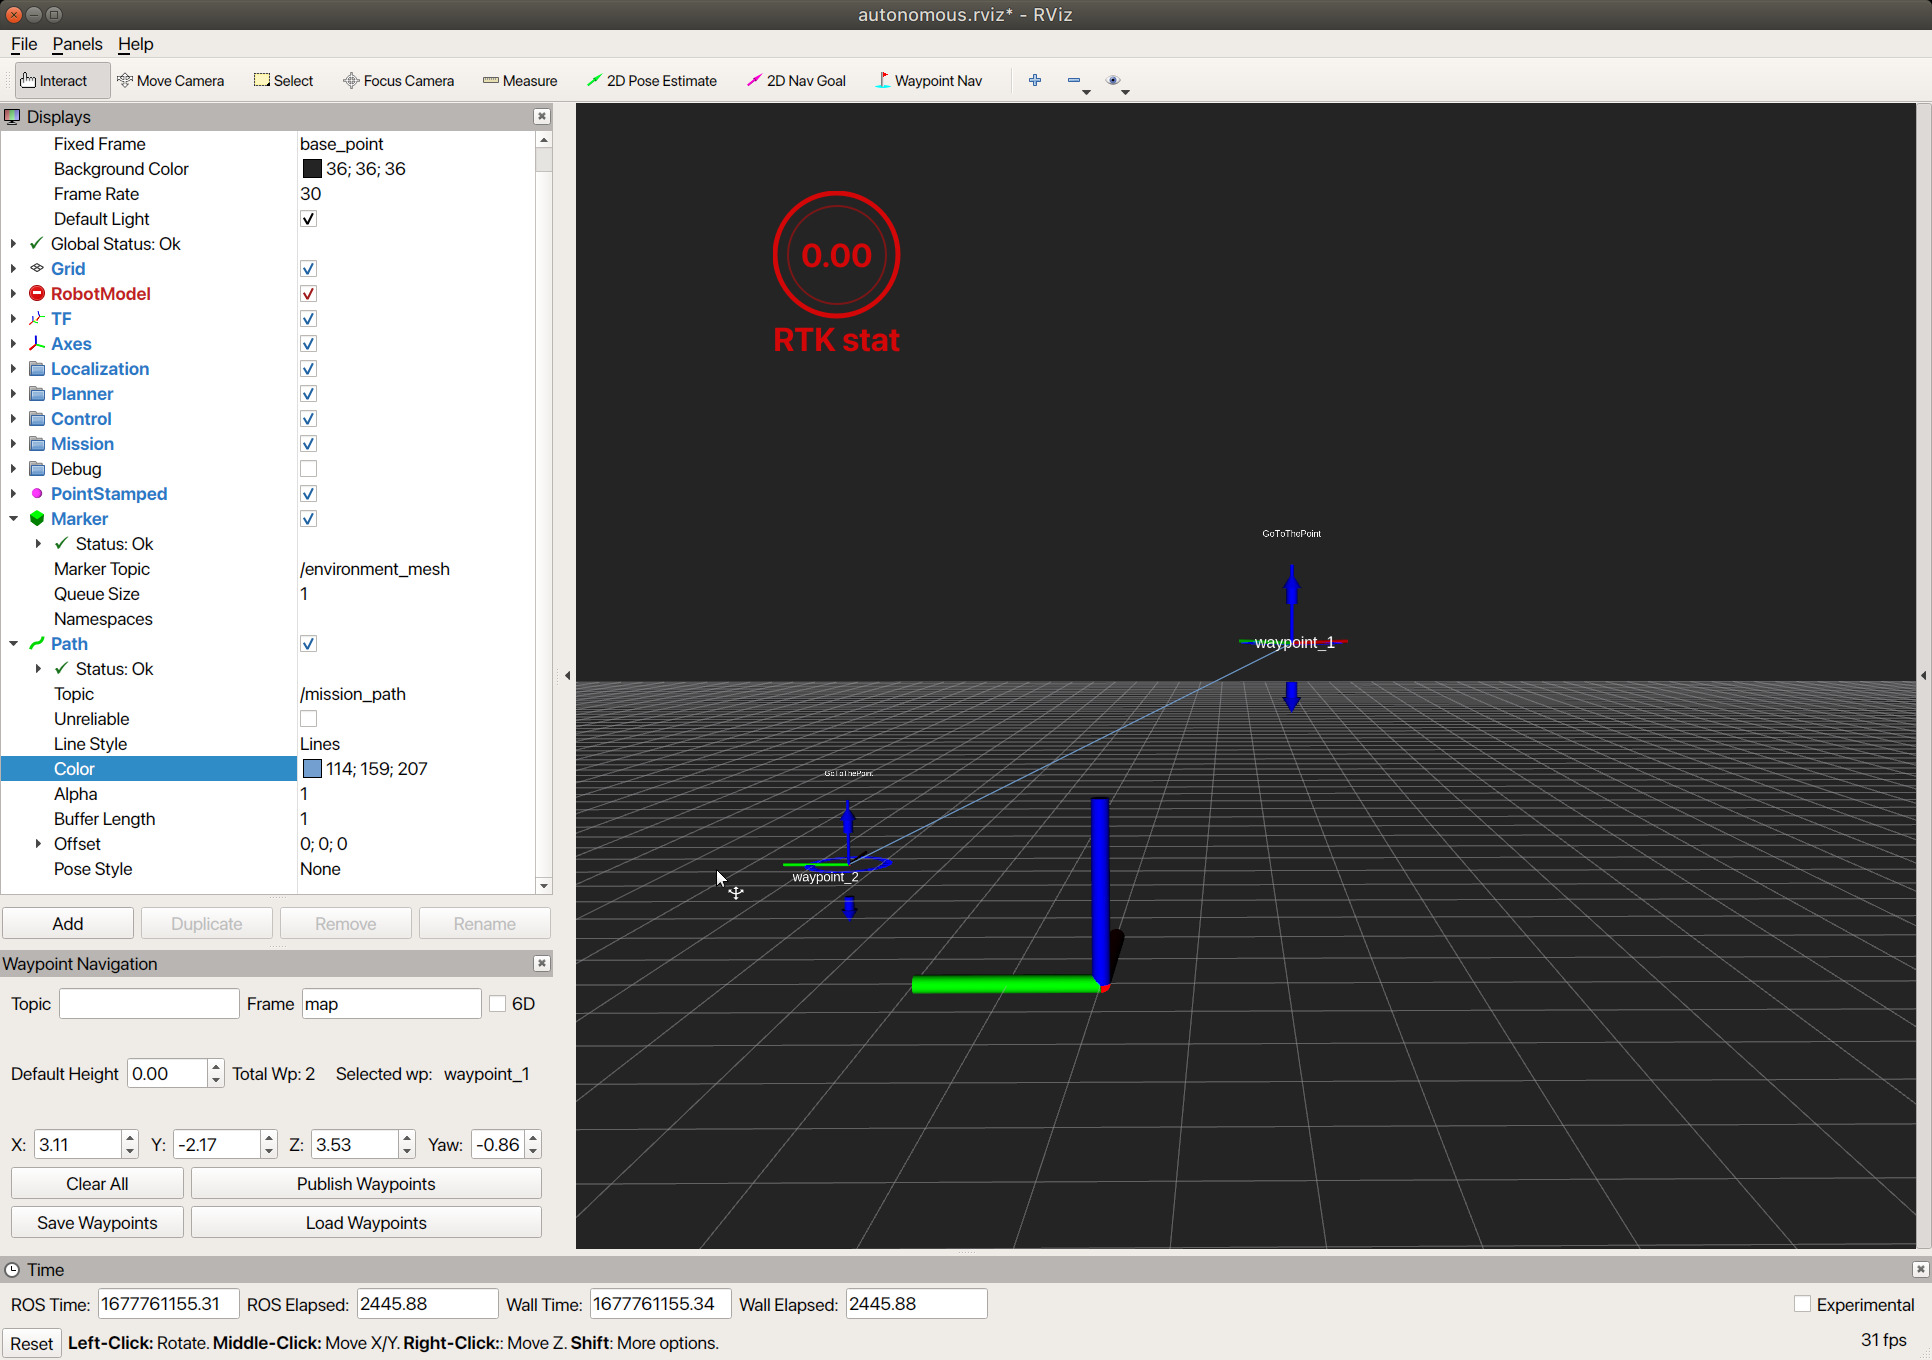 autonomous.rviz* - RViz
File Panels Help
Interact Move Camera Select Focus Camera Measure 2D Pose Estimate 2D Nav Goal Waypoint Nav
Displays
Fixed Frame base_point
Background Color 36; 36; 36
Frame Rate 30
Default Light
Global Status: Ok
Grid
RobotModel
TF
Axes
Localization
Planner
Control
Mission
Debug
PointStamped
Marker
Status: Ok
Marker Topic /environment_mesh
Queue Size 1
Namespaces
Path
Status: Ok
Topic /mission_path
Unreliable
Line Style Lines
Color 114; 159; 207
Alpha 1
Buffer Length 1
Offset 0; 0; 0
Pose Style None
Add Duplicate Remove Rename
Waypoint Navigation
Topic Frame map 6D
Default Height 0.00 Total Wp: 2 Selected wp: waypoint_1
X: 3.11 Y: -2.17 Z: 3.53 Yaw: -0.86
Clear All Publish Waypoints
Save Waypoints Load Waypoints
0.00
RTK stat
GoToThePoint
waypoint_1
GoToThePoint
waypoint_2
Time
ROS Time: 1677761155.31 ROS Elapsed: 2445.88 Wall Time: 1677761155.34 Wall Elapsed: 2445.88 Experimental
Reset Left-Click: Rotate. Middle-Click: Move X/Y. Right-Click:: Move Z. Shift: More options. 31 fps